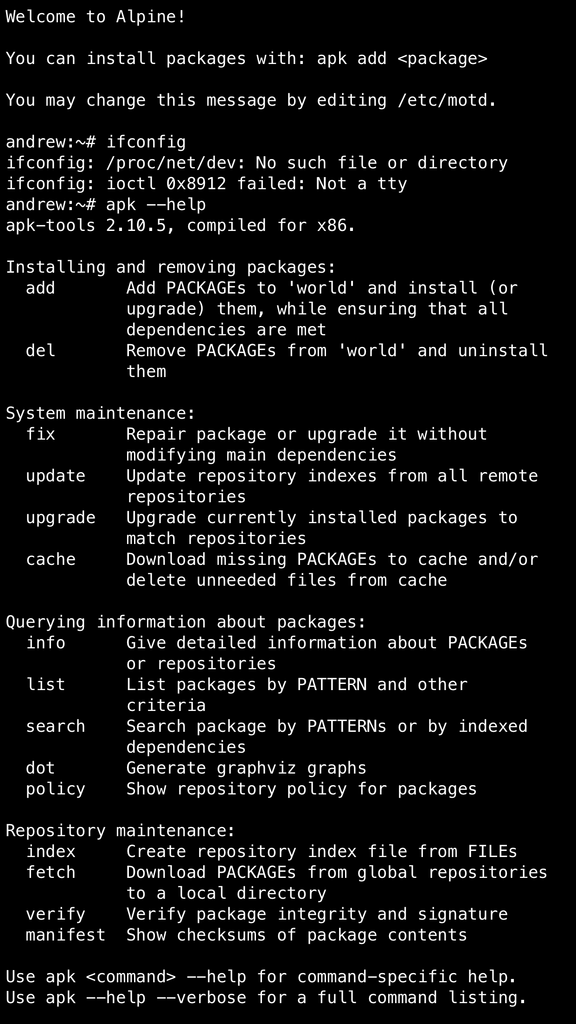 Welcome to Alpine!
You can install packages with: apk add <package>
You may change this message by editing /etc/motd.
andrew:~# ifconfig
ifconfig: /proc/net/dev: No such file or directory
ifconfig: ioctl 0x8912 failed: Not a tty
andrew:~# apk --help
apk-tools 2.10.5, compiled for x86.
Installing and removing packages:
add Add PACKAGEs to 'world' and install (or
upgrade) them, while ensuring that all
dependencies are met
del Remove PACKAGEs from 'world' and uninstall
them
System maintenance:
fix Repair package or upgrade it without
modifying main dependencies
update Update repository indexes from all remote
repositories
upgrade Upgrade currently installed packages to
match repositories
cache Download missing PACKAGEs to cache and/or
delete unneeded files from cache
Querying information about packages:
info Give detailed information about PACKAGEs
or repositories
list List packages by PATTERN and other
criteria
search Search package by PATTERNs or by indexed
dependencies
dot Generate graphviz graphs
policy Show repository policy for packages
Repository maintenance:
index Create repository index file from FILEs
fetch Download PACKAGEs from global repositories
to a local directory
verify Verify package integrity and signature
manifest Show checksums of package contents
Use apk <command> --help for command-specific help.
Use apk --help --verbose for a full command listing.